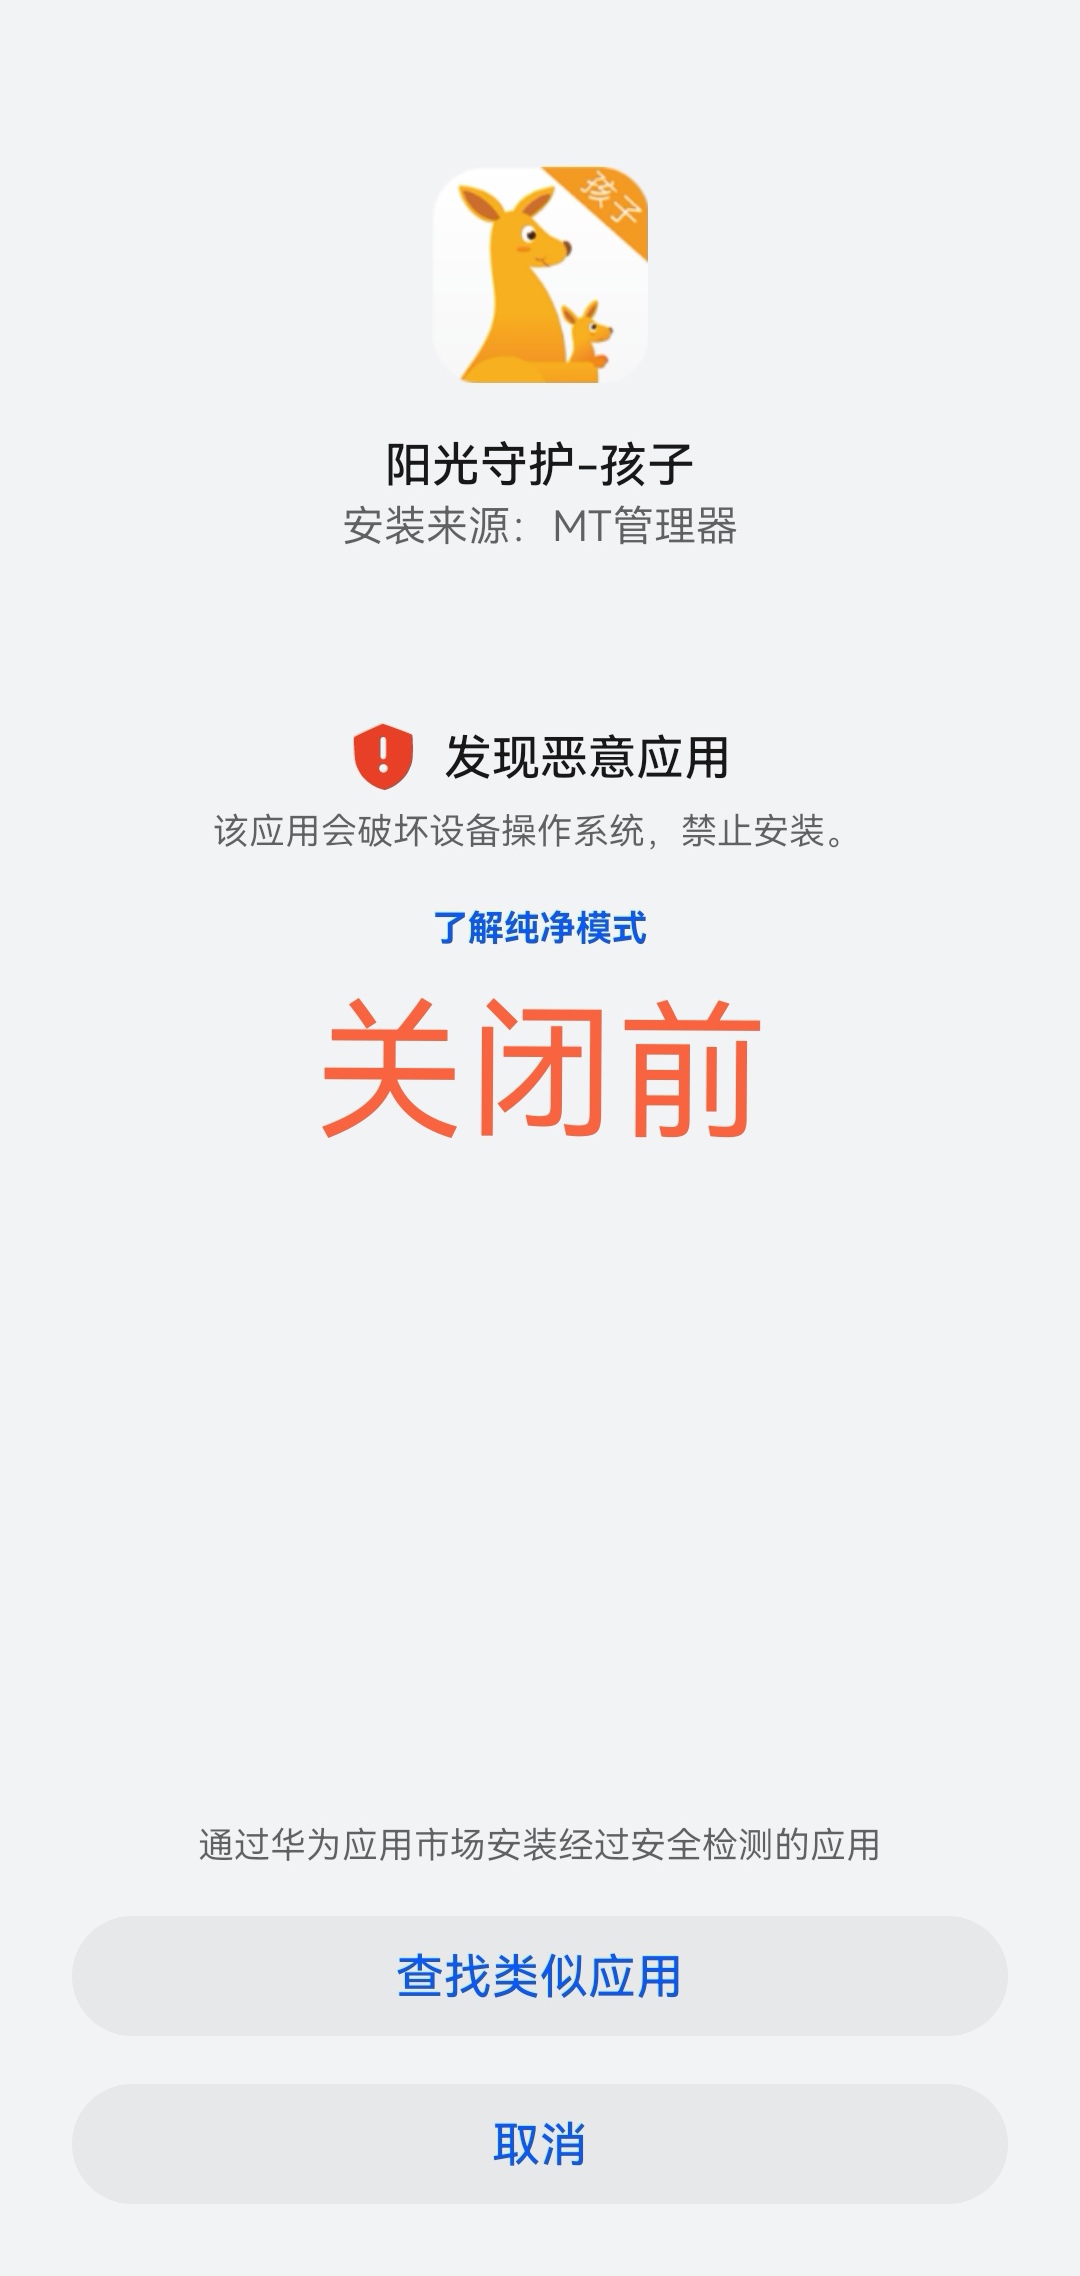 孩子
阳光守护-孩子
安装来源：MT管理器
发现恶意应用
该应用会破坏设备操作系统，禁止安装。
了解纯净模式
关闭前
通过华为应用市场安装经过安全检测的应用
查找类似应用
取消